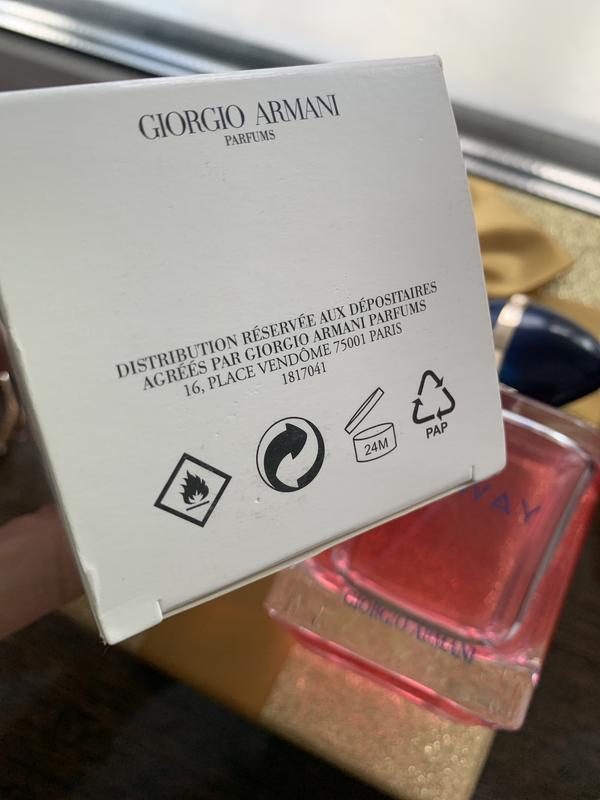 GIORGIO ARMANI
PARFUMS
DISTRIBUTION RÉSERVÉE AUX DÉPOSITAIRES
AGRÉÉS PAR GIORGIO ARMANI PARFUMS
16, PLACE VENDÔME 75001 PARIS
1817041
24M
PAP
WAY
GIORGIO ARMANI